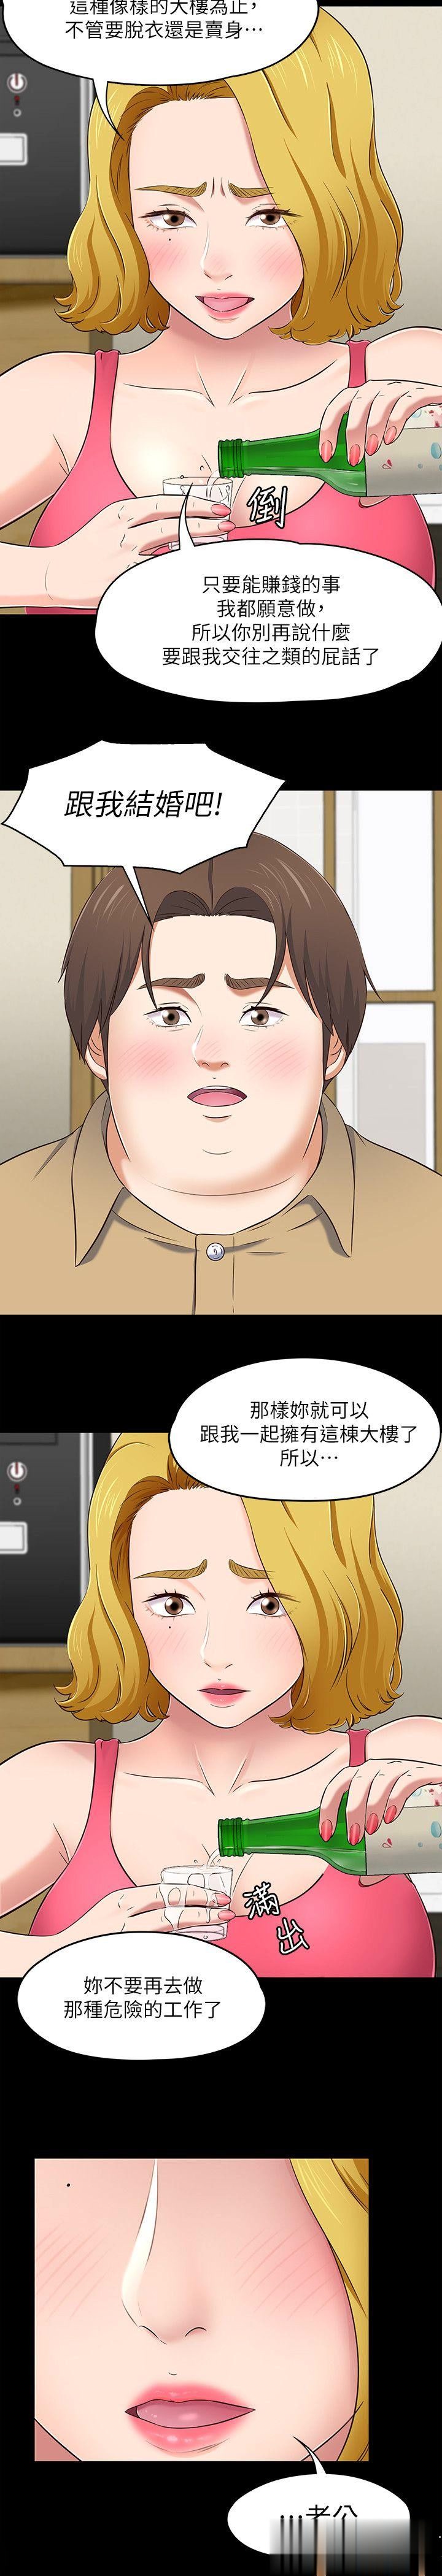 這種像樣的大樓為止，
不管要脫衣還是賣身…
倒
只要能賺錢的事
我都願意做，
所以你別再說什麼
要跟我交往之類的屁話了
跟我結婚吧!
那樣妳就可以
跟我一起擁有這棟大樓了
所以…
滿出
妳不要再去做
那種危險的工作了
…老公